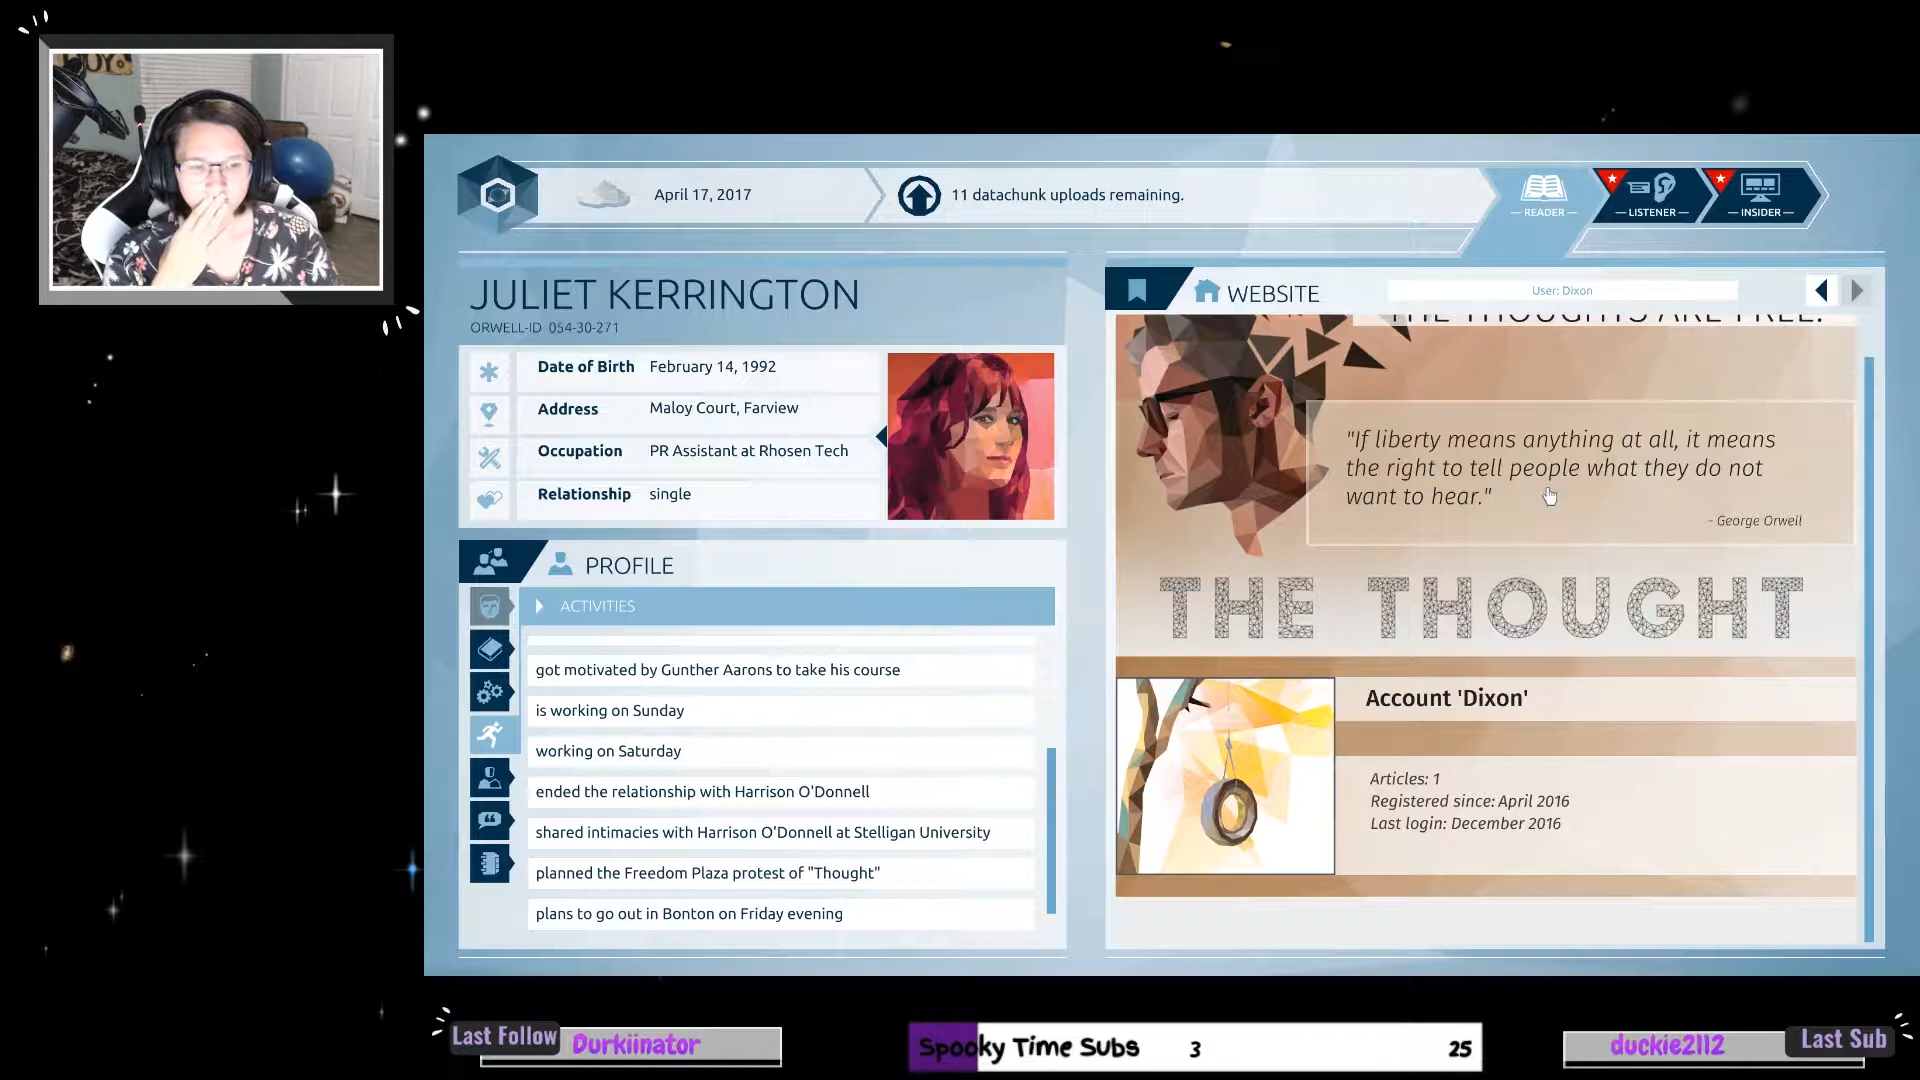 April 17, 2017
11 datachunk uploads remaining.
— READER —
— LISTENER —
— INSIDER —
JULIET KERRINGTON
ORWELL-ID 054-30-271
Date of Birth February 14, 1992
Address Maloy Court, Farview
Occupation PR Assistant at Rhosen Tech
Relationship single
PROFILE
ACTIVITIES
got motivated by Gunther Aarons to take his course
is working on Sunday
working on Saturday
ended the relationship with Harrison O'Donnell
shared intimacies with Harrison O'Donnell at Stelligan University
planned the Freedom Plaza protest of "Thought"
plans to go out in Bonton on Friday evening
WEBSITE
User: Dixon
THE THOUGHTS ARE FREE!
"If liberty means anything at all, it means
the right to tell people what they do not
want to hear."
- George Orwell
THE THOUGHT
Account 'Dixon'
Articles: 1
Registered since: April 2016
Last login: December 2016
Last Follow
Durkiinator
Spooky Time Subs 3 25
duckie2112
Last Sub